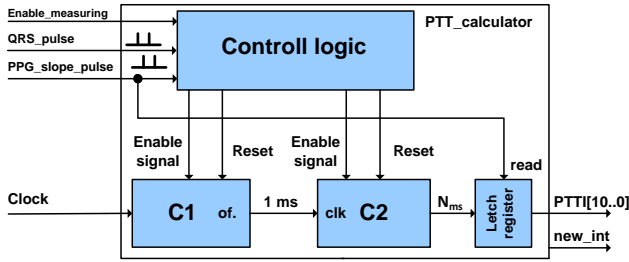 Enable_measuring
PTT_calculator
QRS_pulse
Controll logic
PPG_slope_pulse
Enable signal
Reset
Enable signal
Reset
read
Clock
C1
of.
1 ms
clk
C2
Nms
Letch register
PTTI[10..0]
new_int